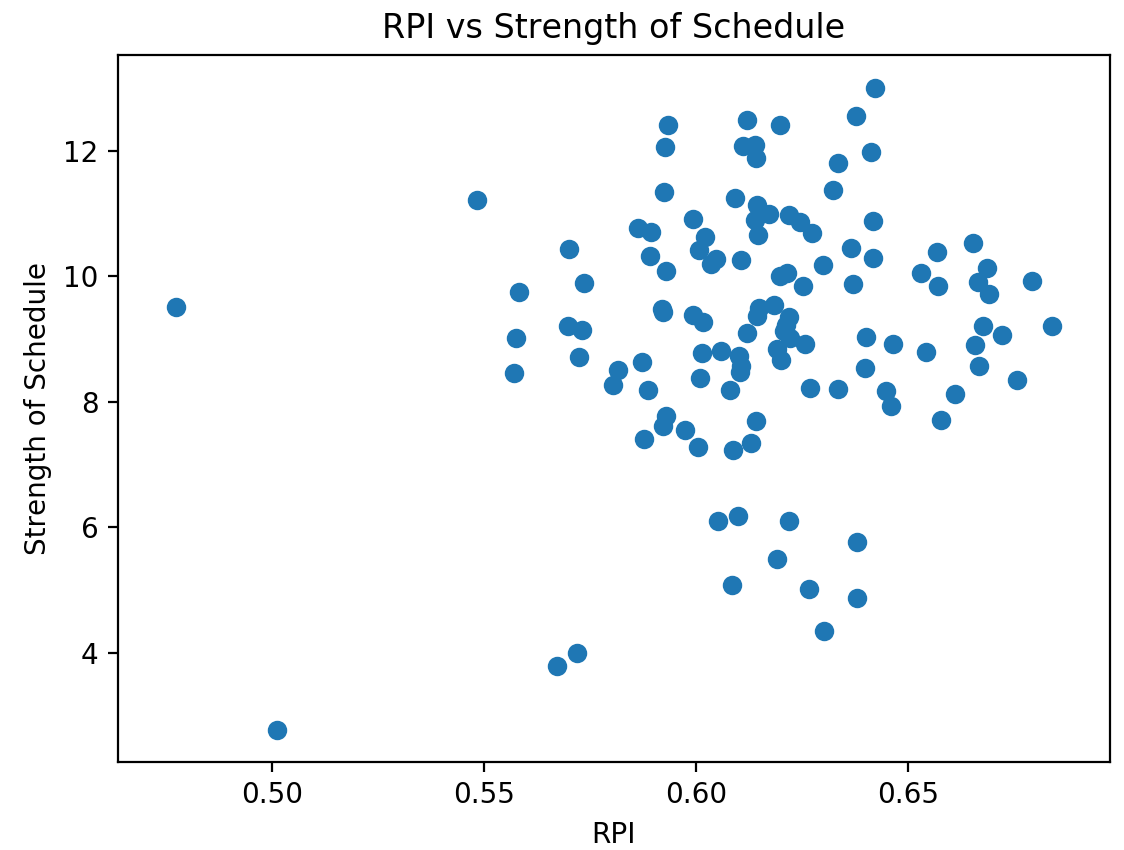 RPI vs Strength of Schedule
12
10
8
6
4
Strength of Schedule
0.50 0.55 0.60 0.65
RPI